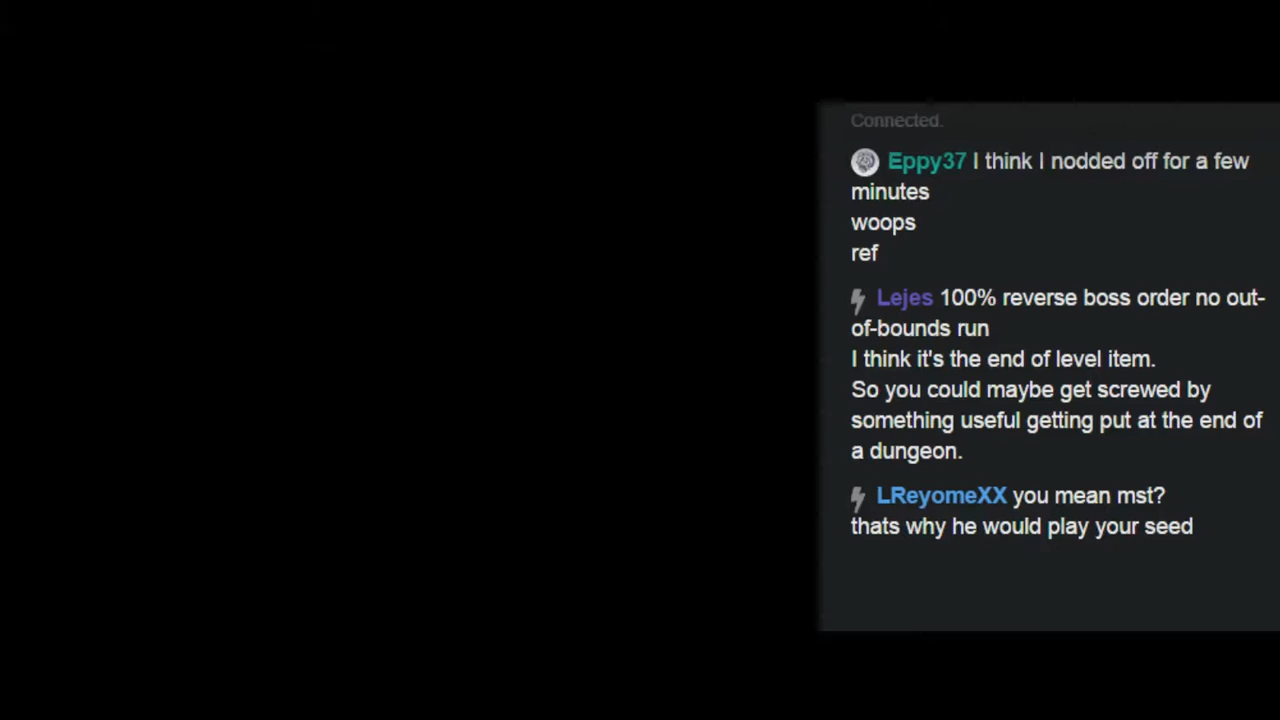 Connected.
Eppy37 I think I nodded off for a few
minutes
woops
ref
Lejes 100% reverse boss order no out-
of-bounds run
I think it's the end of level item.
So you could maybe get screwed by
something useful getting put at the end of
a dungeon.
LReyomeXX you mean mst?
thats why he would play your seed